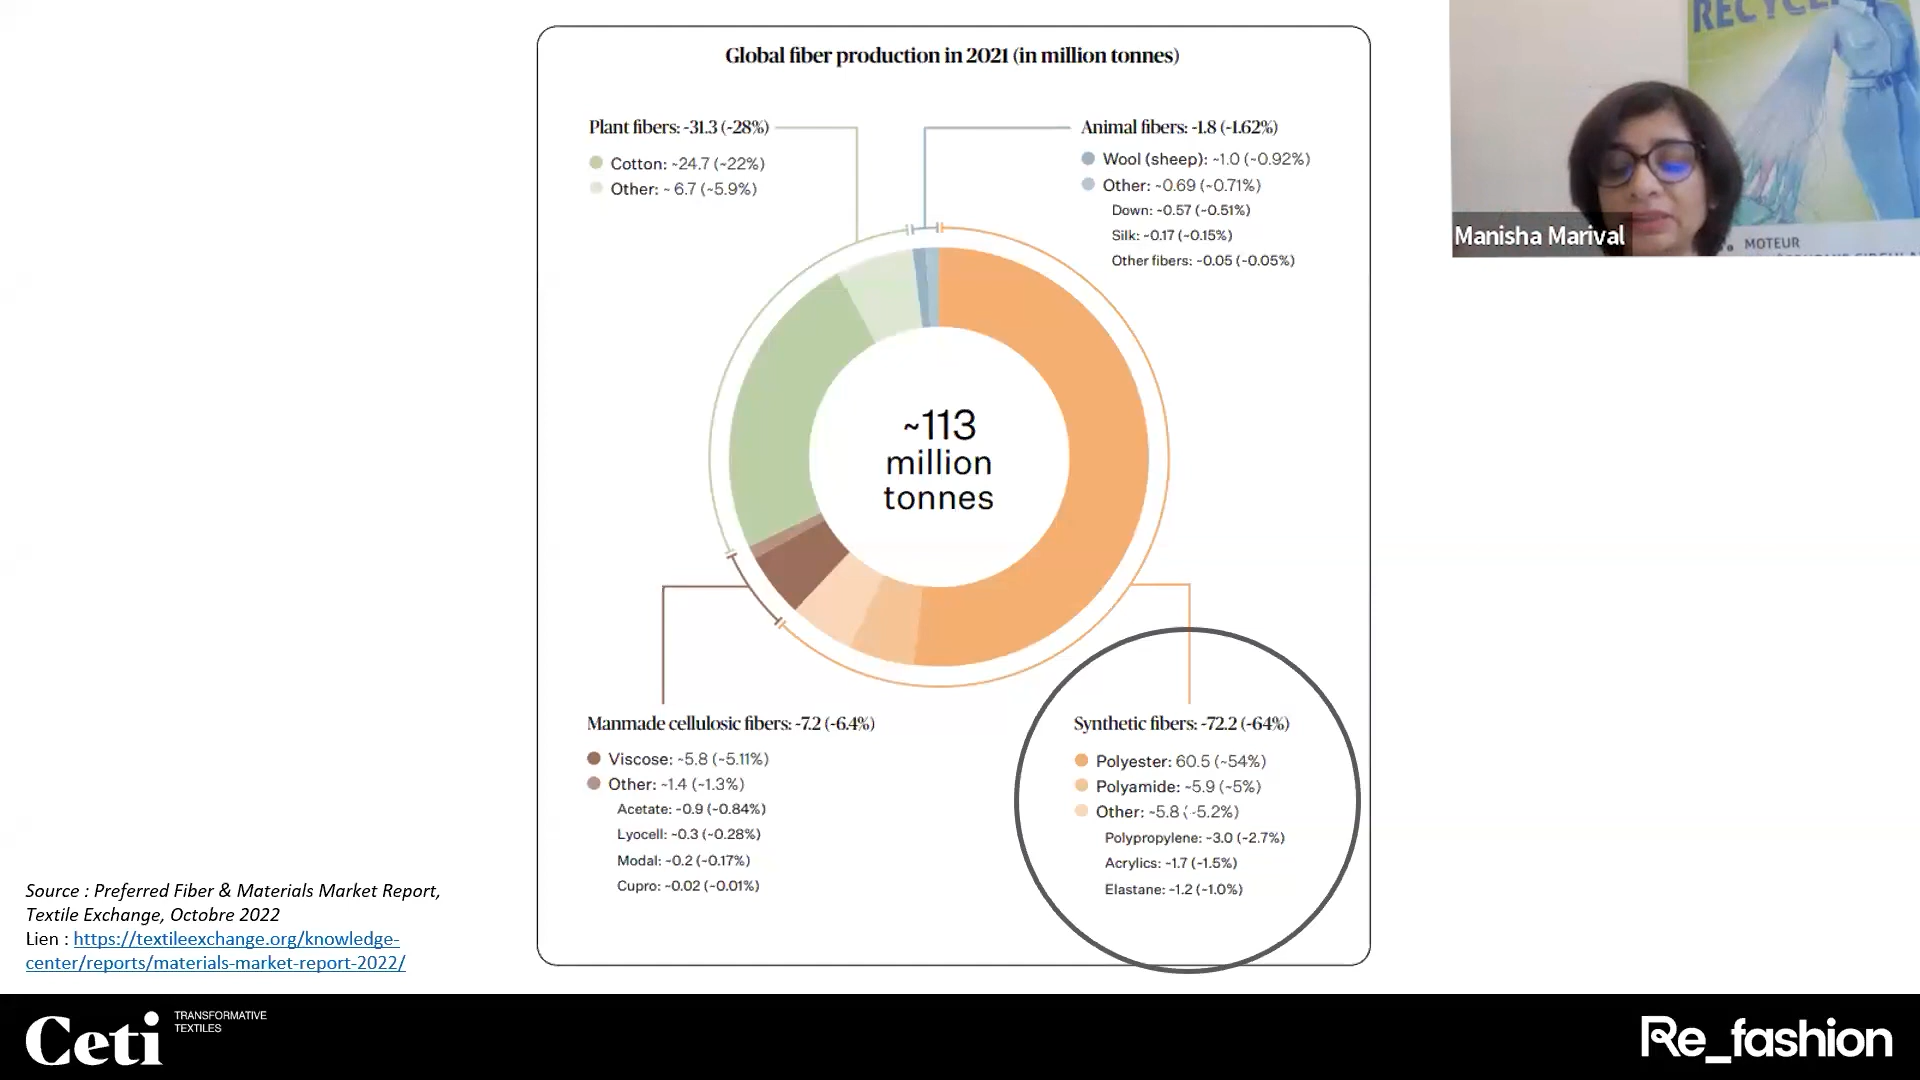 Global fiber production in 2021 (in million tonnes)
Plant fibers: ~31.3 (~28%)
Cotton: ~24.7 (~22%)
Other: ~ 6.7 (~5.9%)
Animal fibers: ~1.8 (~1.62%)
Wool (sheep): ~1.0 (~0.92%)
Other: ~0.69 (~0.71%)
Down: ~0.57 (~0.51%)
Silk: ~0.17 (~0.15%)
Other fibers: ~0.05 (~0.05%)
~113
million
tonnes
Manmade cellulosic fibers: ~7.2 (~6.4%)
Viscose: ~5.8 (~5.11%)
Other: ~1.4 (~1.3%)
Acetate: ~0.9 (~0.84%)
Lyocell: ~0.3 (~0.28%)
Modal: ~0.2 (~0.17%)
Cupro: ~0.02 (~0.01%)
Synthetic fibers: ~72.2 (~64%)
Polyester: 60.5 (~54%)
Polyamide: ~5.9 (~5%)
Other: ~5.8 (~5.2%)
Polypropylene: ~3.0 (~2.7%)
Acrylics: ~1.7 (~1.5%)
Elastane: ~1.2 (~1.0%)
RECYCL
MOTEUR
Manisha Marival
Source : Preferred Fiber & Materials Market Report,
Textile Exchange, Octobre 2022
Lien : https://textileexchange.org/knowledge-
center/reports/materials-market-report-2022/
Ceti
TRANSFORMATIVE
TEXTILES
Re_fashion